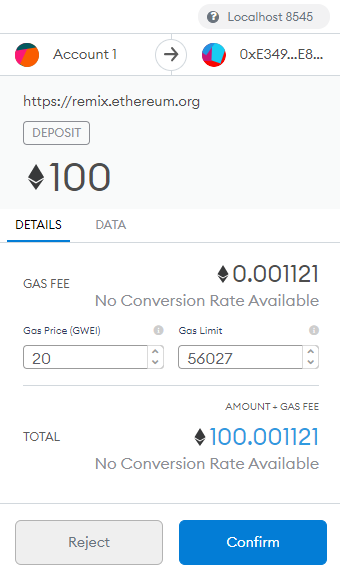 Localhost 8545
Account 1
0xE349...E8...
https://remix.ethereum.org
DEPOSIT
100
DETAILS
DATA
GAS FEE
0.001121
No Conversion Rate Available
Gas Price (GWEI)
Gas Limit
20
56027
AMOUNT + GAS FEE
TOTAL
100.001121
No Conversion Rate Available
Reject
Confirm